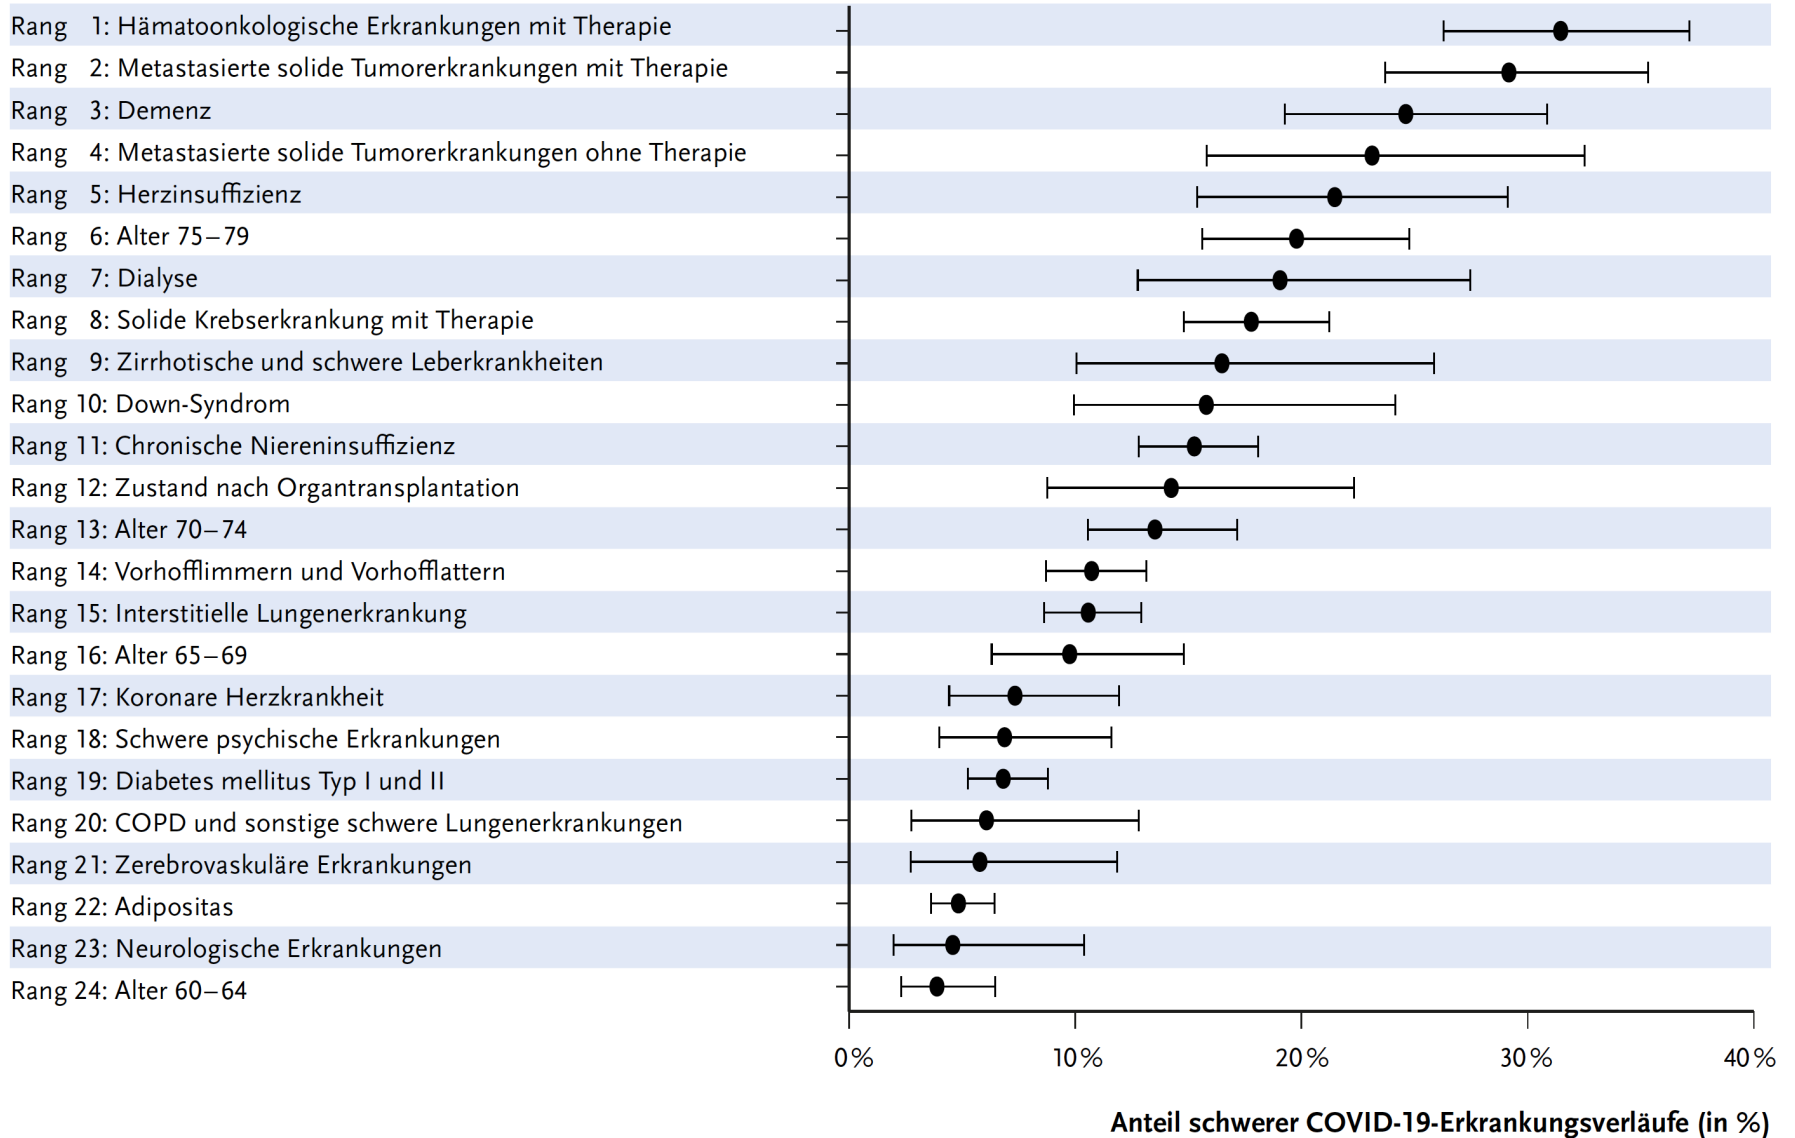 Rang 1: Hämatoonkologische Erkrankungen mit Therapie
Rang 2: Metastasierte solide Tumorerkrankungen mit Therapie
Rang 3: Demenz
Rang 4: Metastasierte solide Tumorerkrankungen ohne Therapie
Rang 5: Herzinsuffizienz
Rang 6: Alter 75–79
Rang 7: Dialyse
Rang 8: Solide Krebserkrankung mit Therapie
Rang 9: Zirrhotische und schwere Leberkrankheiten
Rang 10: Down-Syndrom
Rang 11: Chronische Niereninsuffizienz
Rang 12: Zustand nach Organtransplantation
Rang 13: Alter 70–74
Rang 14: Vorhofflimmern und Vorhofflattern
Rang 15: Interstitielle Lungenerkrankung
Rang 16: Alter 65–69
Rang 17: Koronare Herzkrankheit
Rang 18: Schwere psychische Erkrankungen
Rang 19: Diabetes mellitus Typ I und II
Rang 20: COPD und sonstige schwere Lungenerkrankungen
Rang 21: Zerebrovaskuläre Erkrankungen
Rang 22: Adipositas
Rang 23: Neurologische Erkrankungen
Rang 24: Alter 60–64
0% 10% 20% 30% 40%
Anteil schwerer COVID-19-Erkrankungsverläufe (in %)